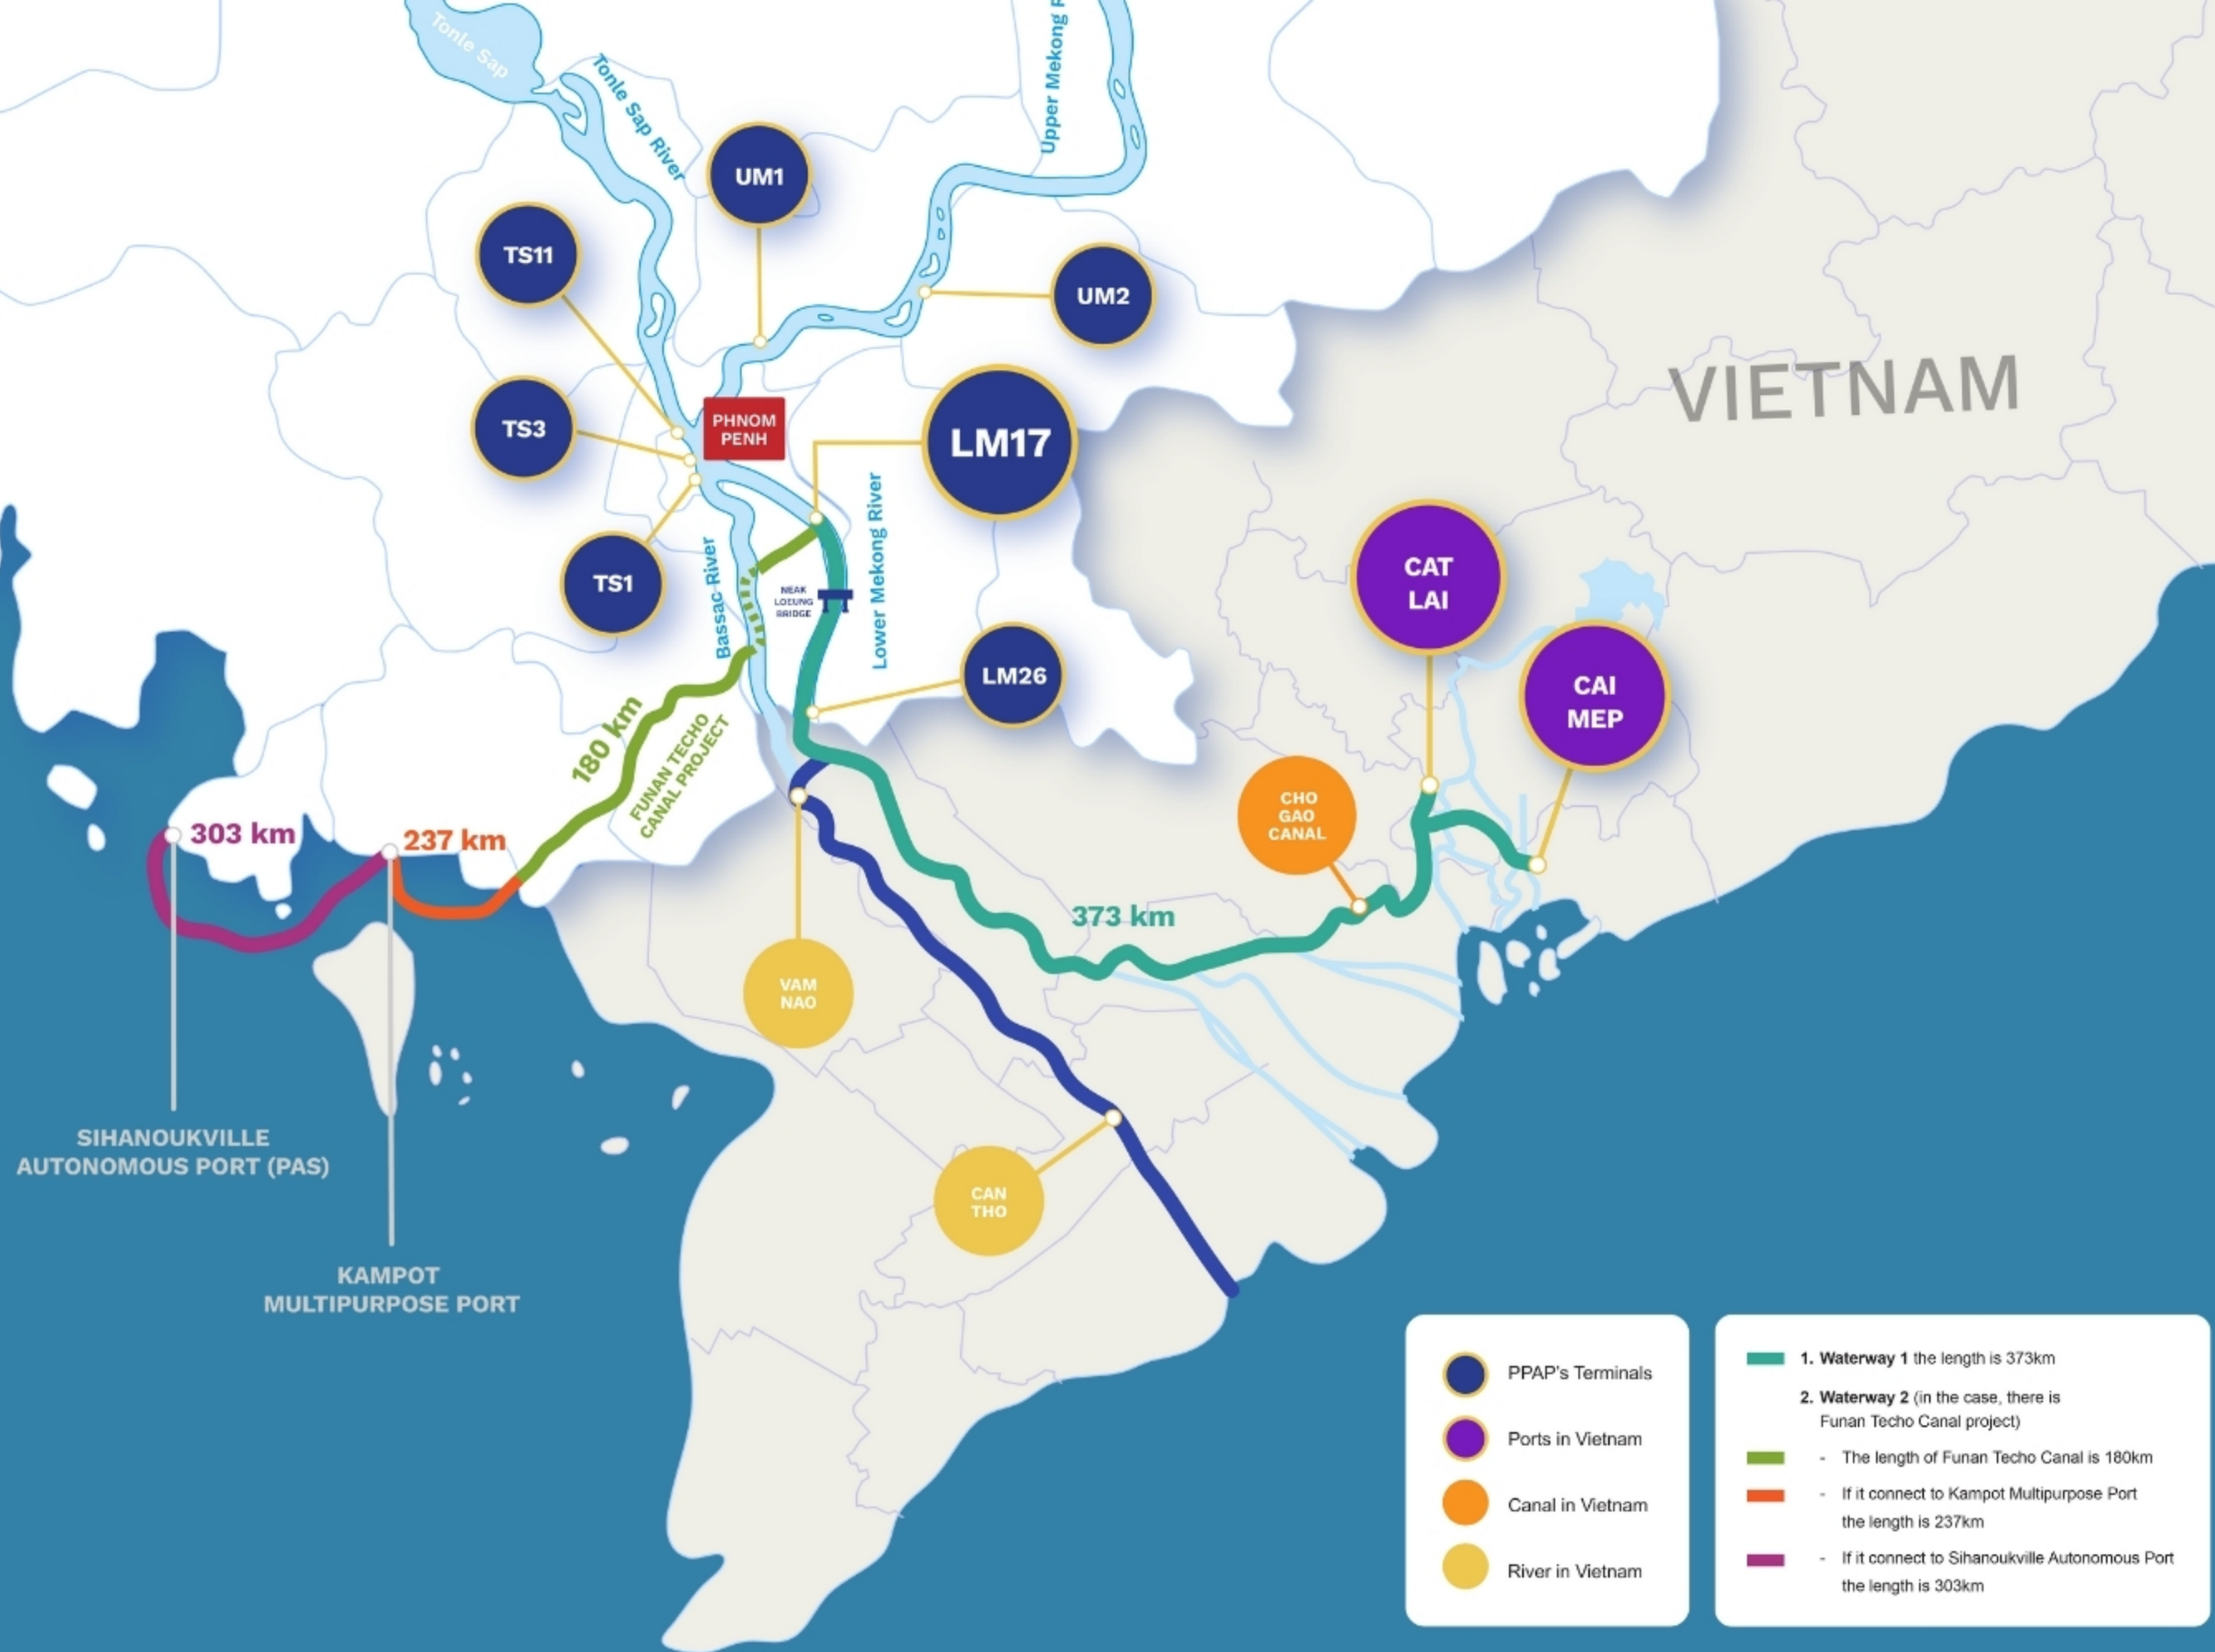 Tonle Sap
Tonle Sap River
Upper Mekong
UM1
TS11
UM2
TS3
PHNOM
PENH
LM17
VIETNAM
TS1
Bassac River
NEAK
LOEUNG
BRIDGE
Lower Mekong River
CAT
LAI
LM26
CAI
MEP
180 km
FUNAN TECHO
CANAL PROJECT
CHO
GAO
CANAL
303 km
237 km
373 km
VAM
NAO
SIHANOUKVILLE
AUTONOMOUS PORT (PAS)
CAN
THO
KAMPOT
MULTIPURPOSE PORT
PPAP's Terminals
Ports in Vietnam
Canal in Vietnam
River in Vietnam
1. Waterway 1 the length is 373km
2. Waterway 2 (in the case, there is
Funan Techo Canal project)
- The length of Funan Techo Canal is 180km
- If it connect to Kampot Multipurpose Port
the length is 237km
- If it connect to Sihanoukville Autonomous Port
the length is 303km